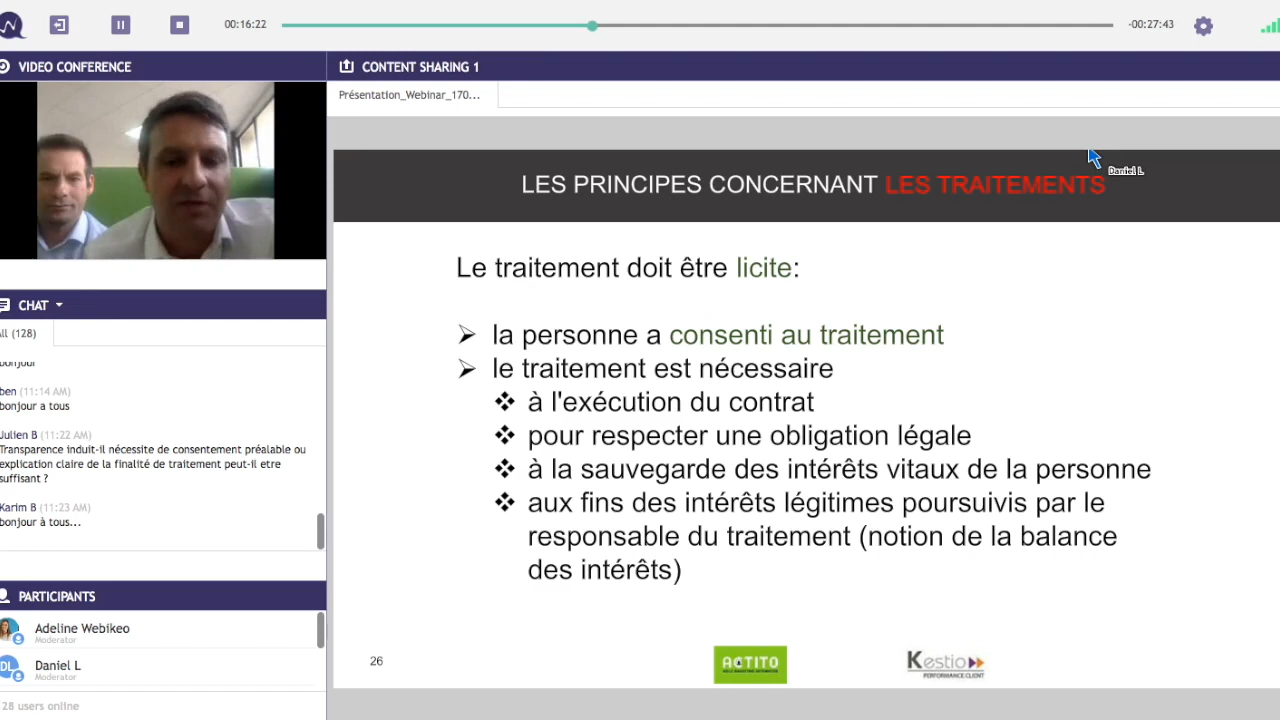 00:16:22
-00:27:43
VIDEO CONFERENCE
CONTENT SHARING 1
Présentation_Webinar_170...
Daniel L
LES PRINCIPES CONCERNANT LES TRAITEMENTS
Le traitement doit être licite:
➢ la personne a consenti au traitement
➢ le traitement est nécessaire
❖ à l'exécution du contrat
❖ pour respecter une obligation légale
❖ à la sauvegarde des intérêts vitaux de la personne
❖ aux fins des intérêts légitimes poursuivis par le
responsable du traitement (notion de la balance
des intérêts)
26
ACTITO
Kestio
PERFORMANCE CLIENT
CHAT
All (128)
bonjour
ben (11:14 AM)
bonjour a tous
Julien B (11:22 AM)
Transparence induit-il nécessite de consentement préalable ou
explication claire de la finalité de traitement peut-il etre
suffisant ?
Karim B (11:23 AM)
bonjour à tous...
PARTICIPANTS
Adeline Webikeo
Moderator
DL
Daniel L
Moderator
28 users online